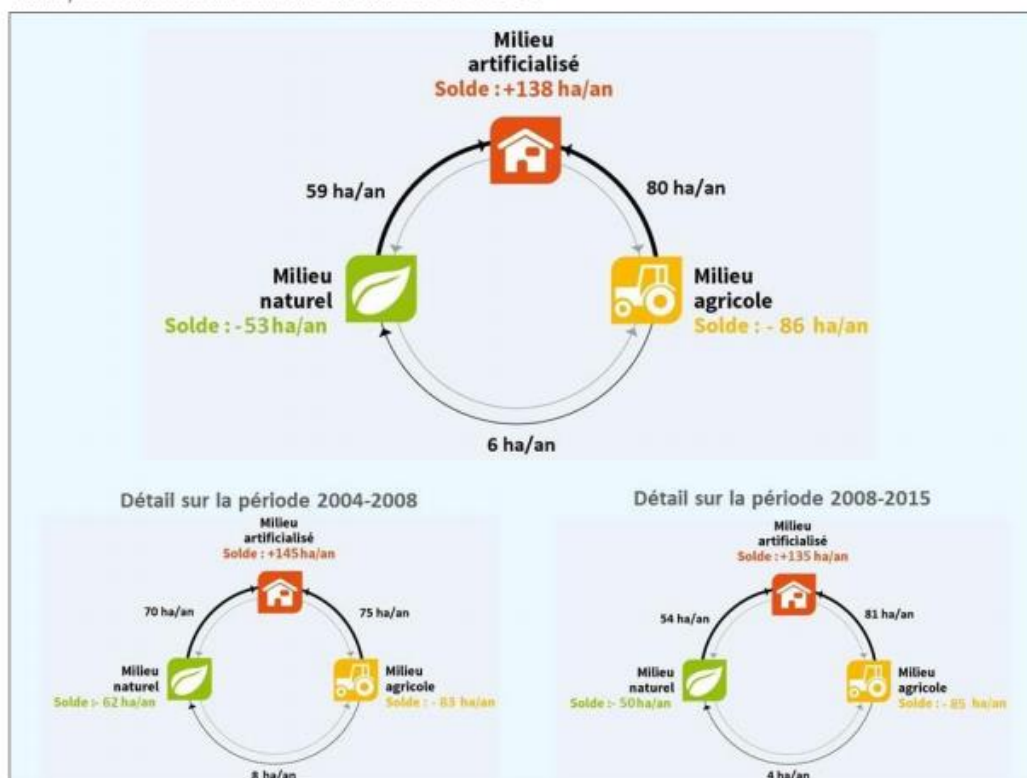 Milieu
artificialisé
Solde : +138 ha/an
59 ha/an
80 ha/an
Milieu
naturel
Solde : - 53 ha/an
Milieu
agricole
Solde : - 86 ha/an
6 ha/an
Détail sur la période 2004-2008
Milieu
artificialisé
Solde : +145 ha/an
70 ha/an
75 ha/an
Milieu
naturel
Solde :- 62 ha/an
Milieu
agricole
Solde : - 83 ha/an
8 ha/an
Détail sur la période 2008-2015
Milieu
artificialisé
Solde : +135 ha/an
54 ha/an
81 ha/an
Milieu
naturel
Solde :- 50 ha/an
Milieu
agricole
Solde : - 85 ha/an
4 ha/an